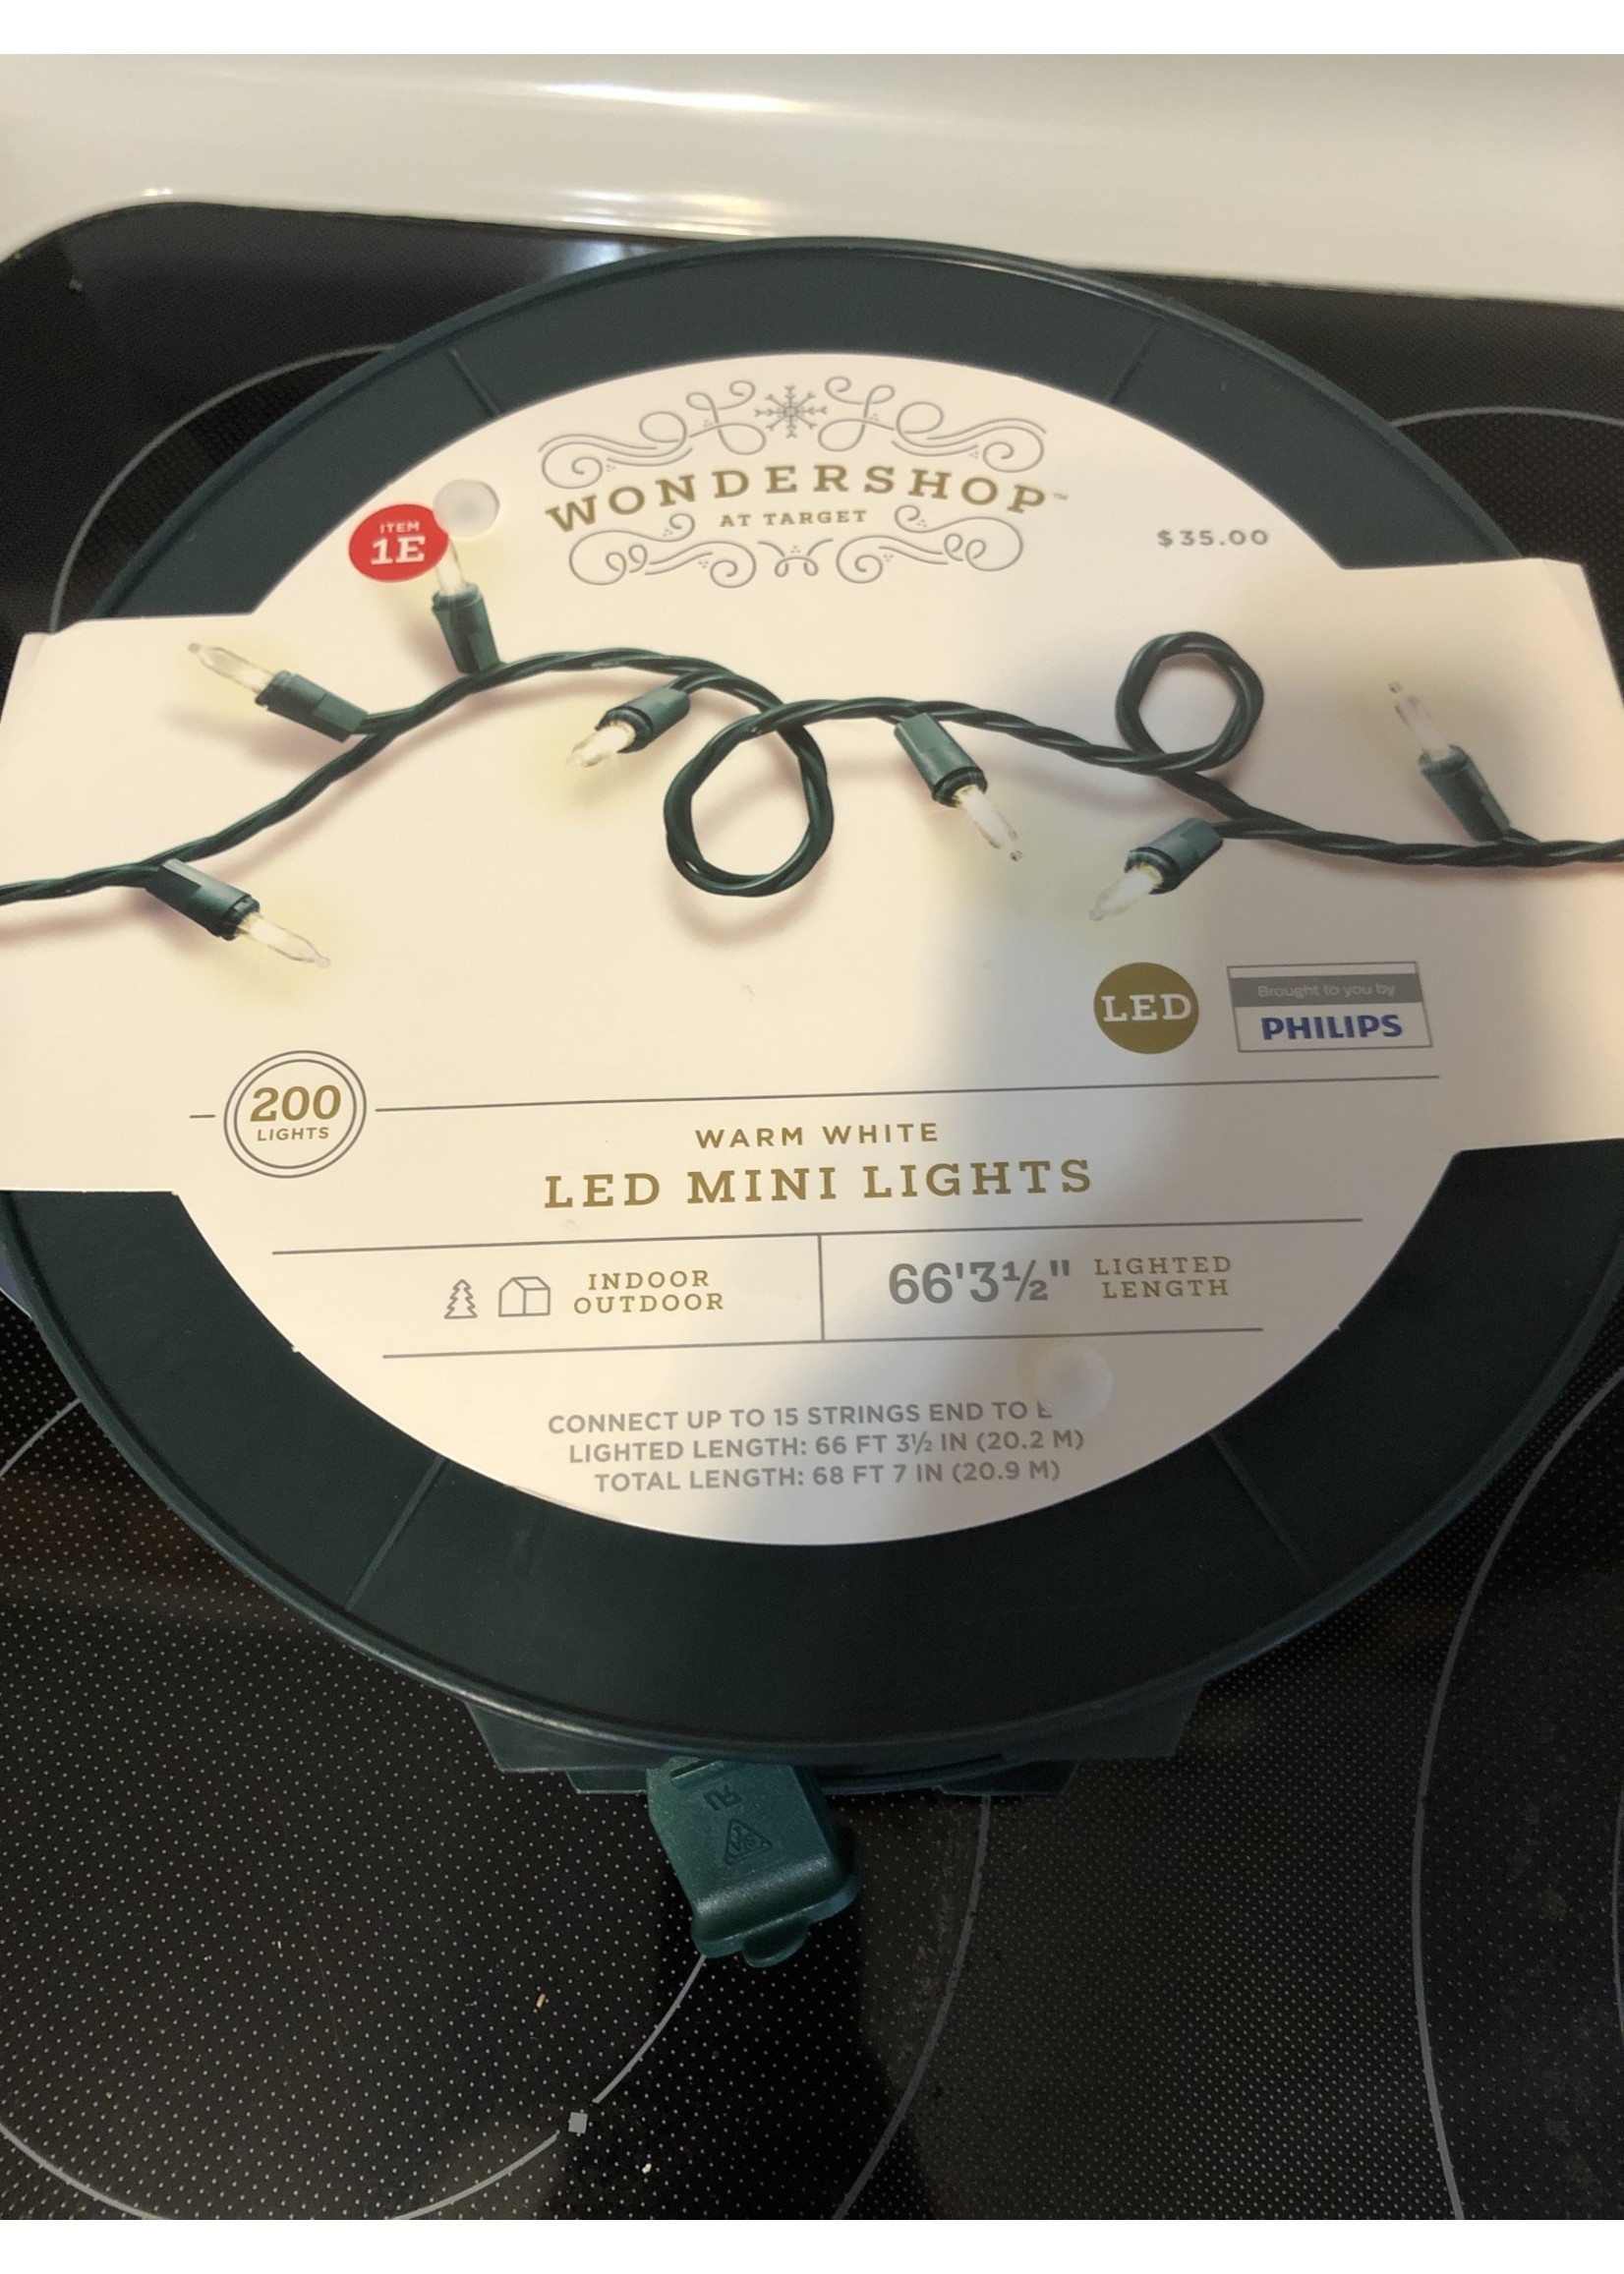 WONDERSHOP™
AT TARGET
ITEM
1E
$35.00
LED
Brought to you by
PHILIPS
200
LIGHTS
WARM WHITE
LED MINI LIGHTS
INDOOR
OUTDOOR
66'3½"
LIGHTED
LENGTH
CONNECT UP TO 15 STRINGS END TO
LIGHTED LENGTH: 66 FT 3½ IN (20.2 M)
TOTAL LENGTH: 68 FT 7 IN (20.9 M)